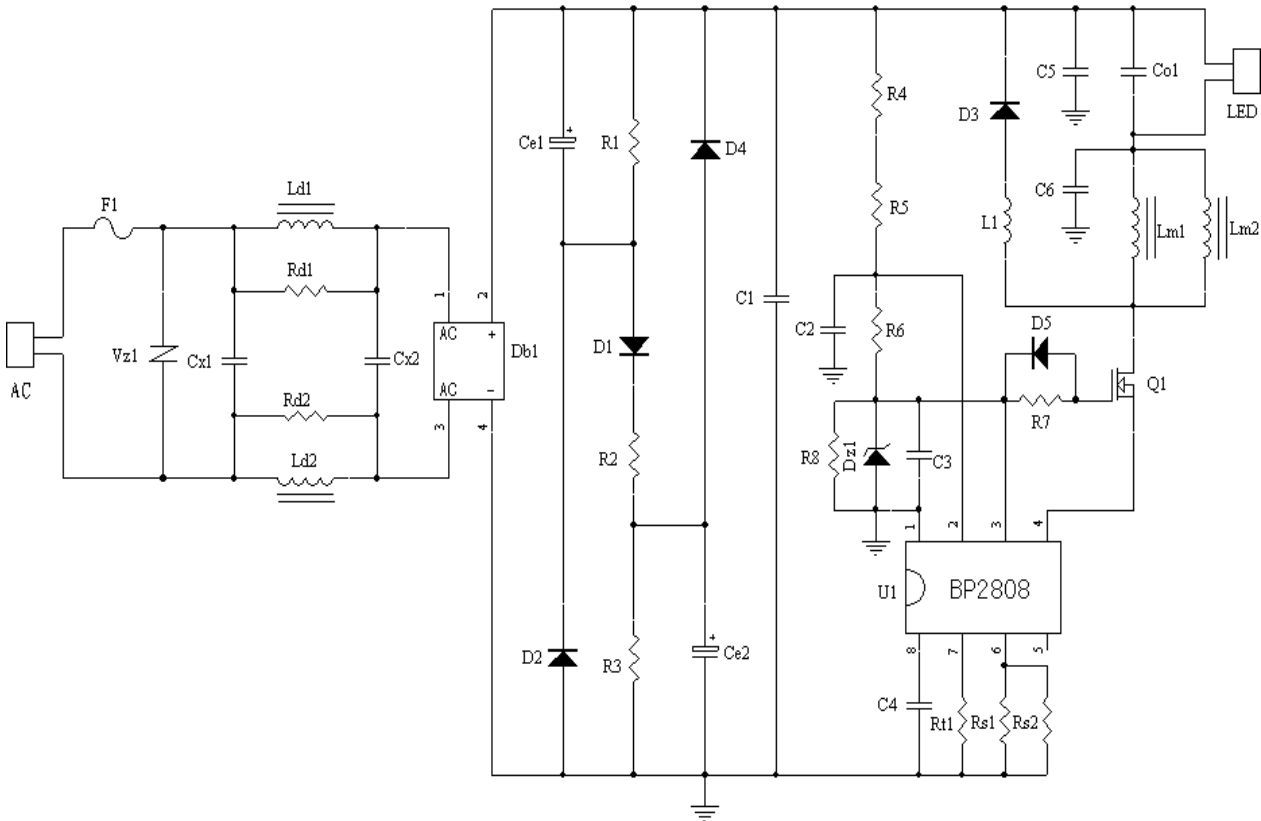 R4
C5
Co1
LED
D3
Ce1
+
R1
D4
F1
Ld1
C6
R5
L1
Lm1
Lm2
Rd1
1
2
C1
AC
Vz1
Cx1
Cx2
AC
+
Db1
D1
C2
R6
D5
AC
-
Rd2
3
4
R7
Q1
Ld2
R2
R8
Dz1
C3
1
2
3
4
U1
BP2808
D2
R3
+
Ce2
8
7
6
5
C4
Rt1
Rs1
Rs2